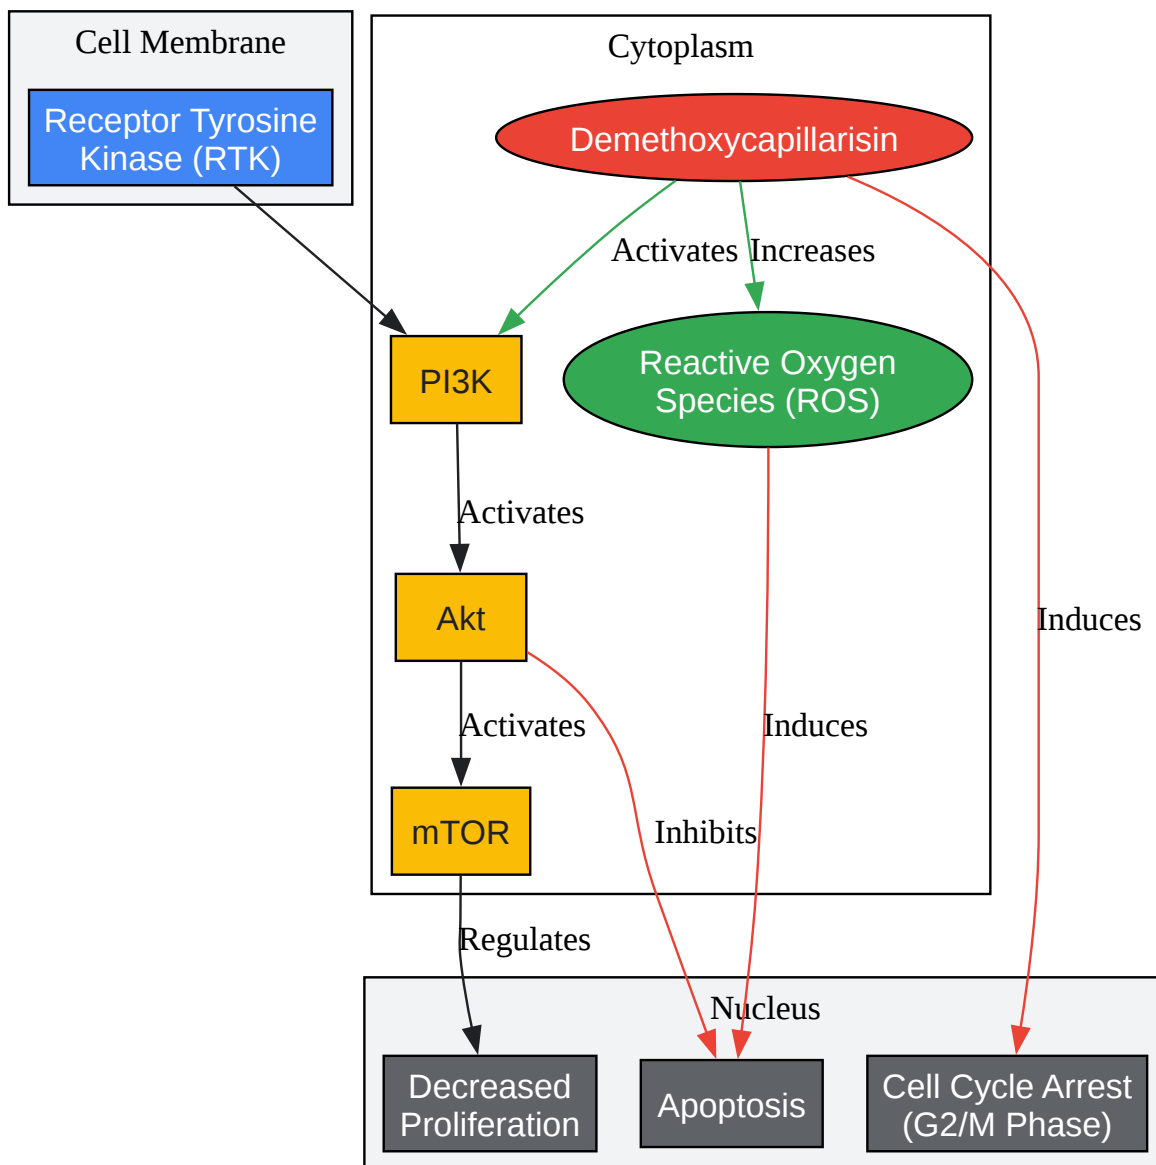 Cell Membrane
Receptor Tyrosine
Kinase (RTK)
Cytoplasm
Demethoxycapillarisin
Activates
Increases
PI3K
Reactive Oxygen
Species (ROS)
Activates
Akt
Induces
Activates
Induces
mTOR
Inhibits
Regulates
Nucleus
Decreased
Proliferation
Apoptosis
Cell Cycle Arrest
(G2/M Phase)